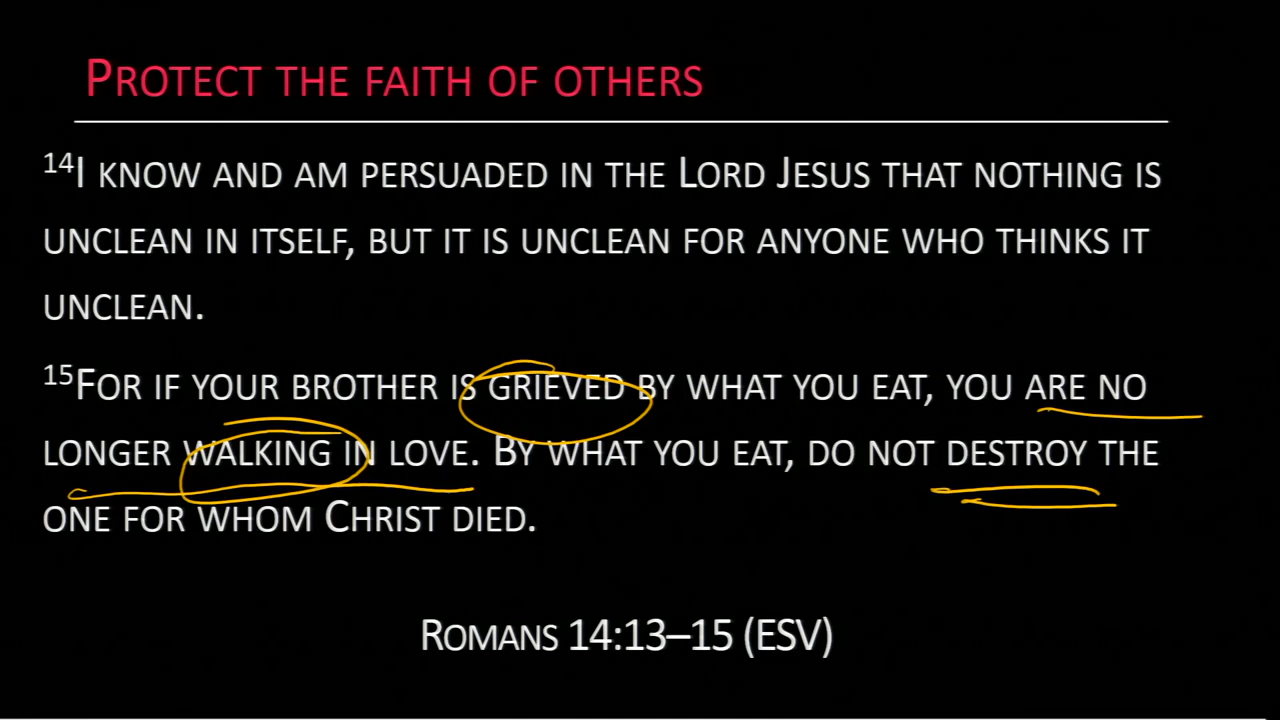 Protect the faith of others
14I know and am persuaded in the Lord Jesus that nothing is
unclean in itself, but it is unclean for anyone who thinks it
unclean.
15For if your brother is grieved by what you eat, you are no
longer walking in love. By what you eat, do not destroy the
one for whom Christ died.
Romans 14:13–15 (ESV)